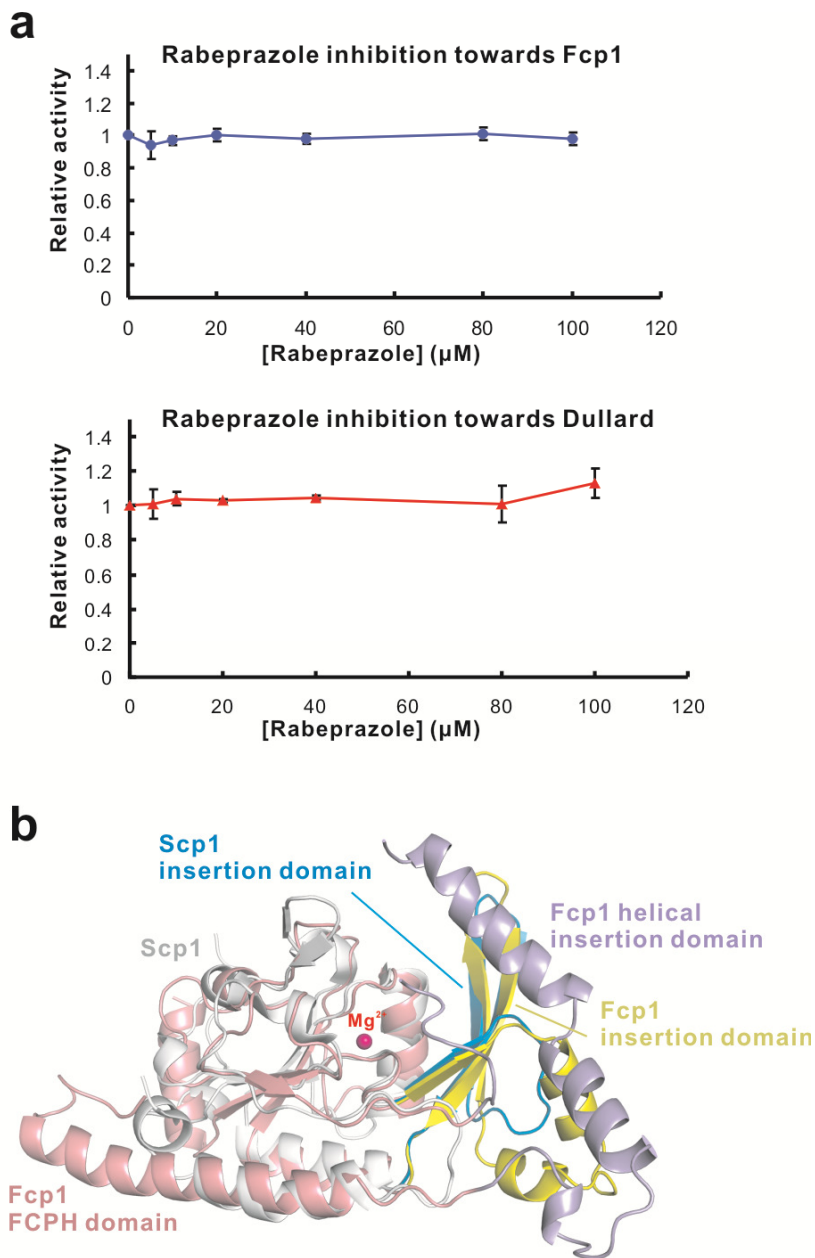 a
Rabeprazole inhibition towards Fcp1
Relative activity
1.4
1.2
1
0.8
0.6
0.4
0.2
0
0 20 40 60 80 100 120
[Rabeprazole] (µM)
Rabeprazole inhibition towards Dullard
Relative activity
1.4
1.2
1
0.8
0.6
0.4
0.2
0
0 20 40 60 80 100 120
[Rabeprazole] (µM)
b
Scp1
insertion domain
Fcp1 helical
insertion domain
Scp1
Mg²⁺
Fcp1
insertion domain
Fcp1
FCPH domain